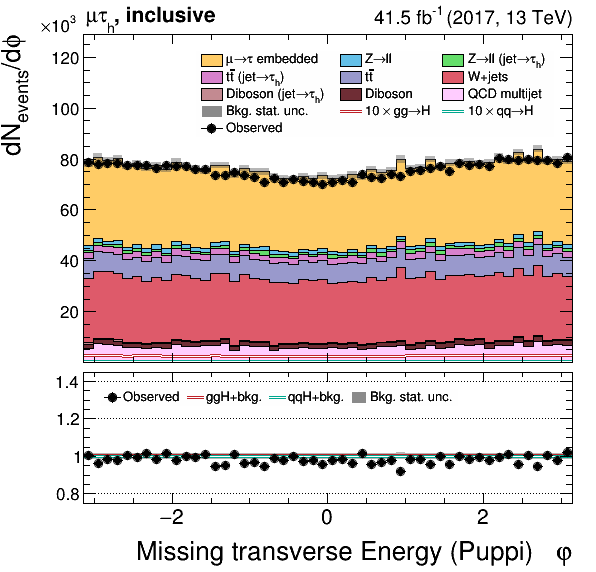 μτh, inclusive 41.5 fb-1 (2017, 13 TeV)
×10³
dNevents/dϕ
μ→τ embedded Z→ll Z→ll (jet→τh)
tt̄ (jet→τh) tt̄ W+jets
Diboson (jet→τh) Diboson QCD multijet
Bkg. stat. unc. 10 × gg→H 10 × qq→H
Observed
120
100
80
60
40
20
1.4
Observed ggH+bkg. qqH+bkg. Bkg. stat. unc.
1.2
1
0.8
−2 0 2
Missing transverse Energy (Puppi) φ